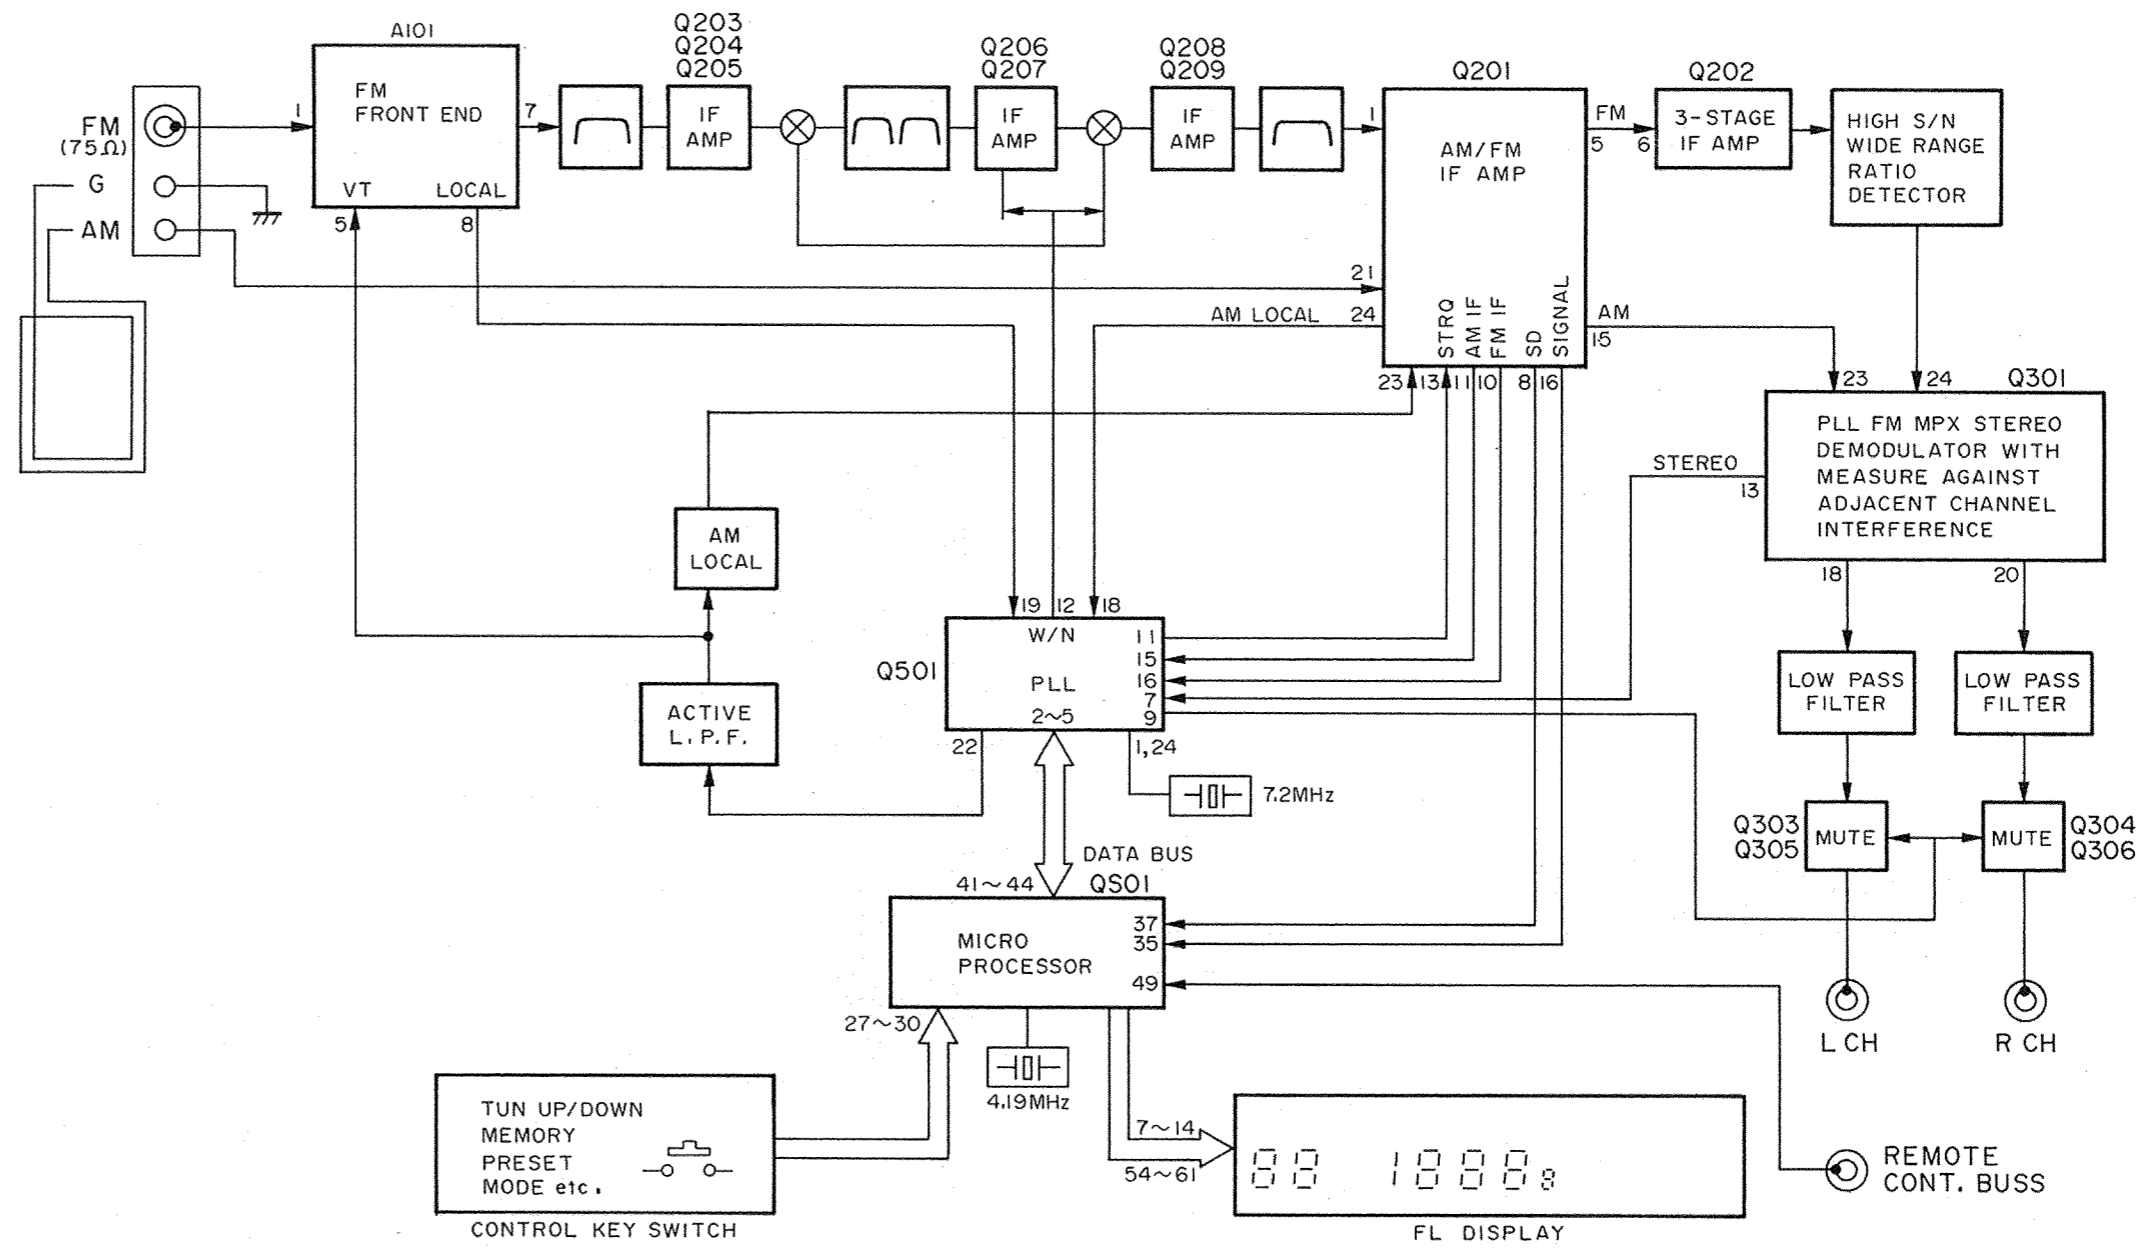 A101
Q203
Q204
Q205
Q206
Q207
Q208
Q209
Q201
Q202
FM
(75Ω)
G
AM
1
FM
FRONT END
VT
LOCAL
5
8
7
IF
AMP
IF
AMP
IF
AMP
1
AM/FM
IF AMP
21
24
AM LOCAL
STRQ
AM IF
FM IF
SD
SIGNAL
23
13
11
10
8
16
FM
5
6
3-STAGE
IF AMP
HIGH S/N
WIDE RANGE
RATIO
DETECTOR
AM
15
23
24
Q301
PLL FM MPX STEREO
DEMODULATOR WITH
MEASURE AGAINST
ADJACENT CHANNEL
INTERFERENCE
STEREO
13
18
20
AM
LOCAL
ACTIVE
L.P.F.
Q501
19
12
18
W/N
PLL
2~5
11
15
16
7
9
22
1,24
7.2MHz
LOW PASS
FILTER
LOW PASS
FILTER
Q303
Q305
MUTE
MUTE
Q304
Q306
DATA BUS
41~44
QS01
MICRO
PROCESSOR
37
35
49
27~30
4.19MHz
L CH
R CH
TUN UP/DOWN
MEMORY
PRESET
MODE etc.
CONTROL KEY SWITCH
7~14
54~61
88 1888 8
FL DISPLAY
REMOTE
CONT. BUSS